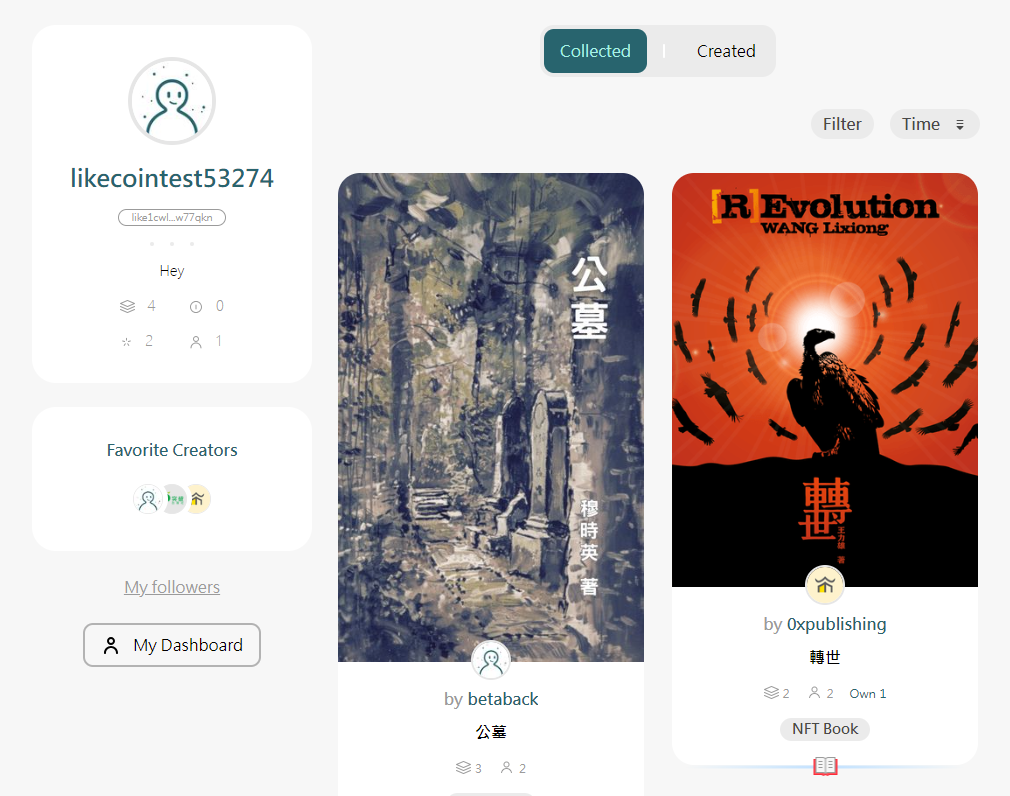 likecointest53274
like1cwl...w77qkn
Hey
4
0
2
1
Favorite Creators
My followers
My Dashboard
Collected
Created
Filter
Time
公墓
穆時英 著
by betaback
公墓
3 2
[R]Evolution
WANG Lixiong
轉世
王力雄 著
by 0xpublishing
轉世
2 2 Own 1
NFT Book